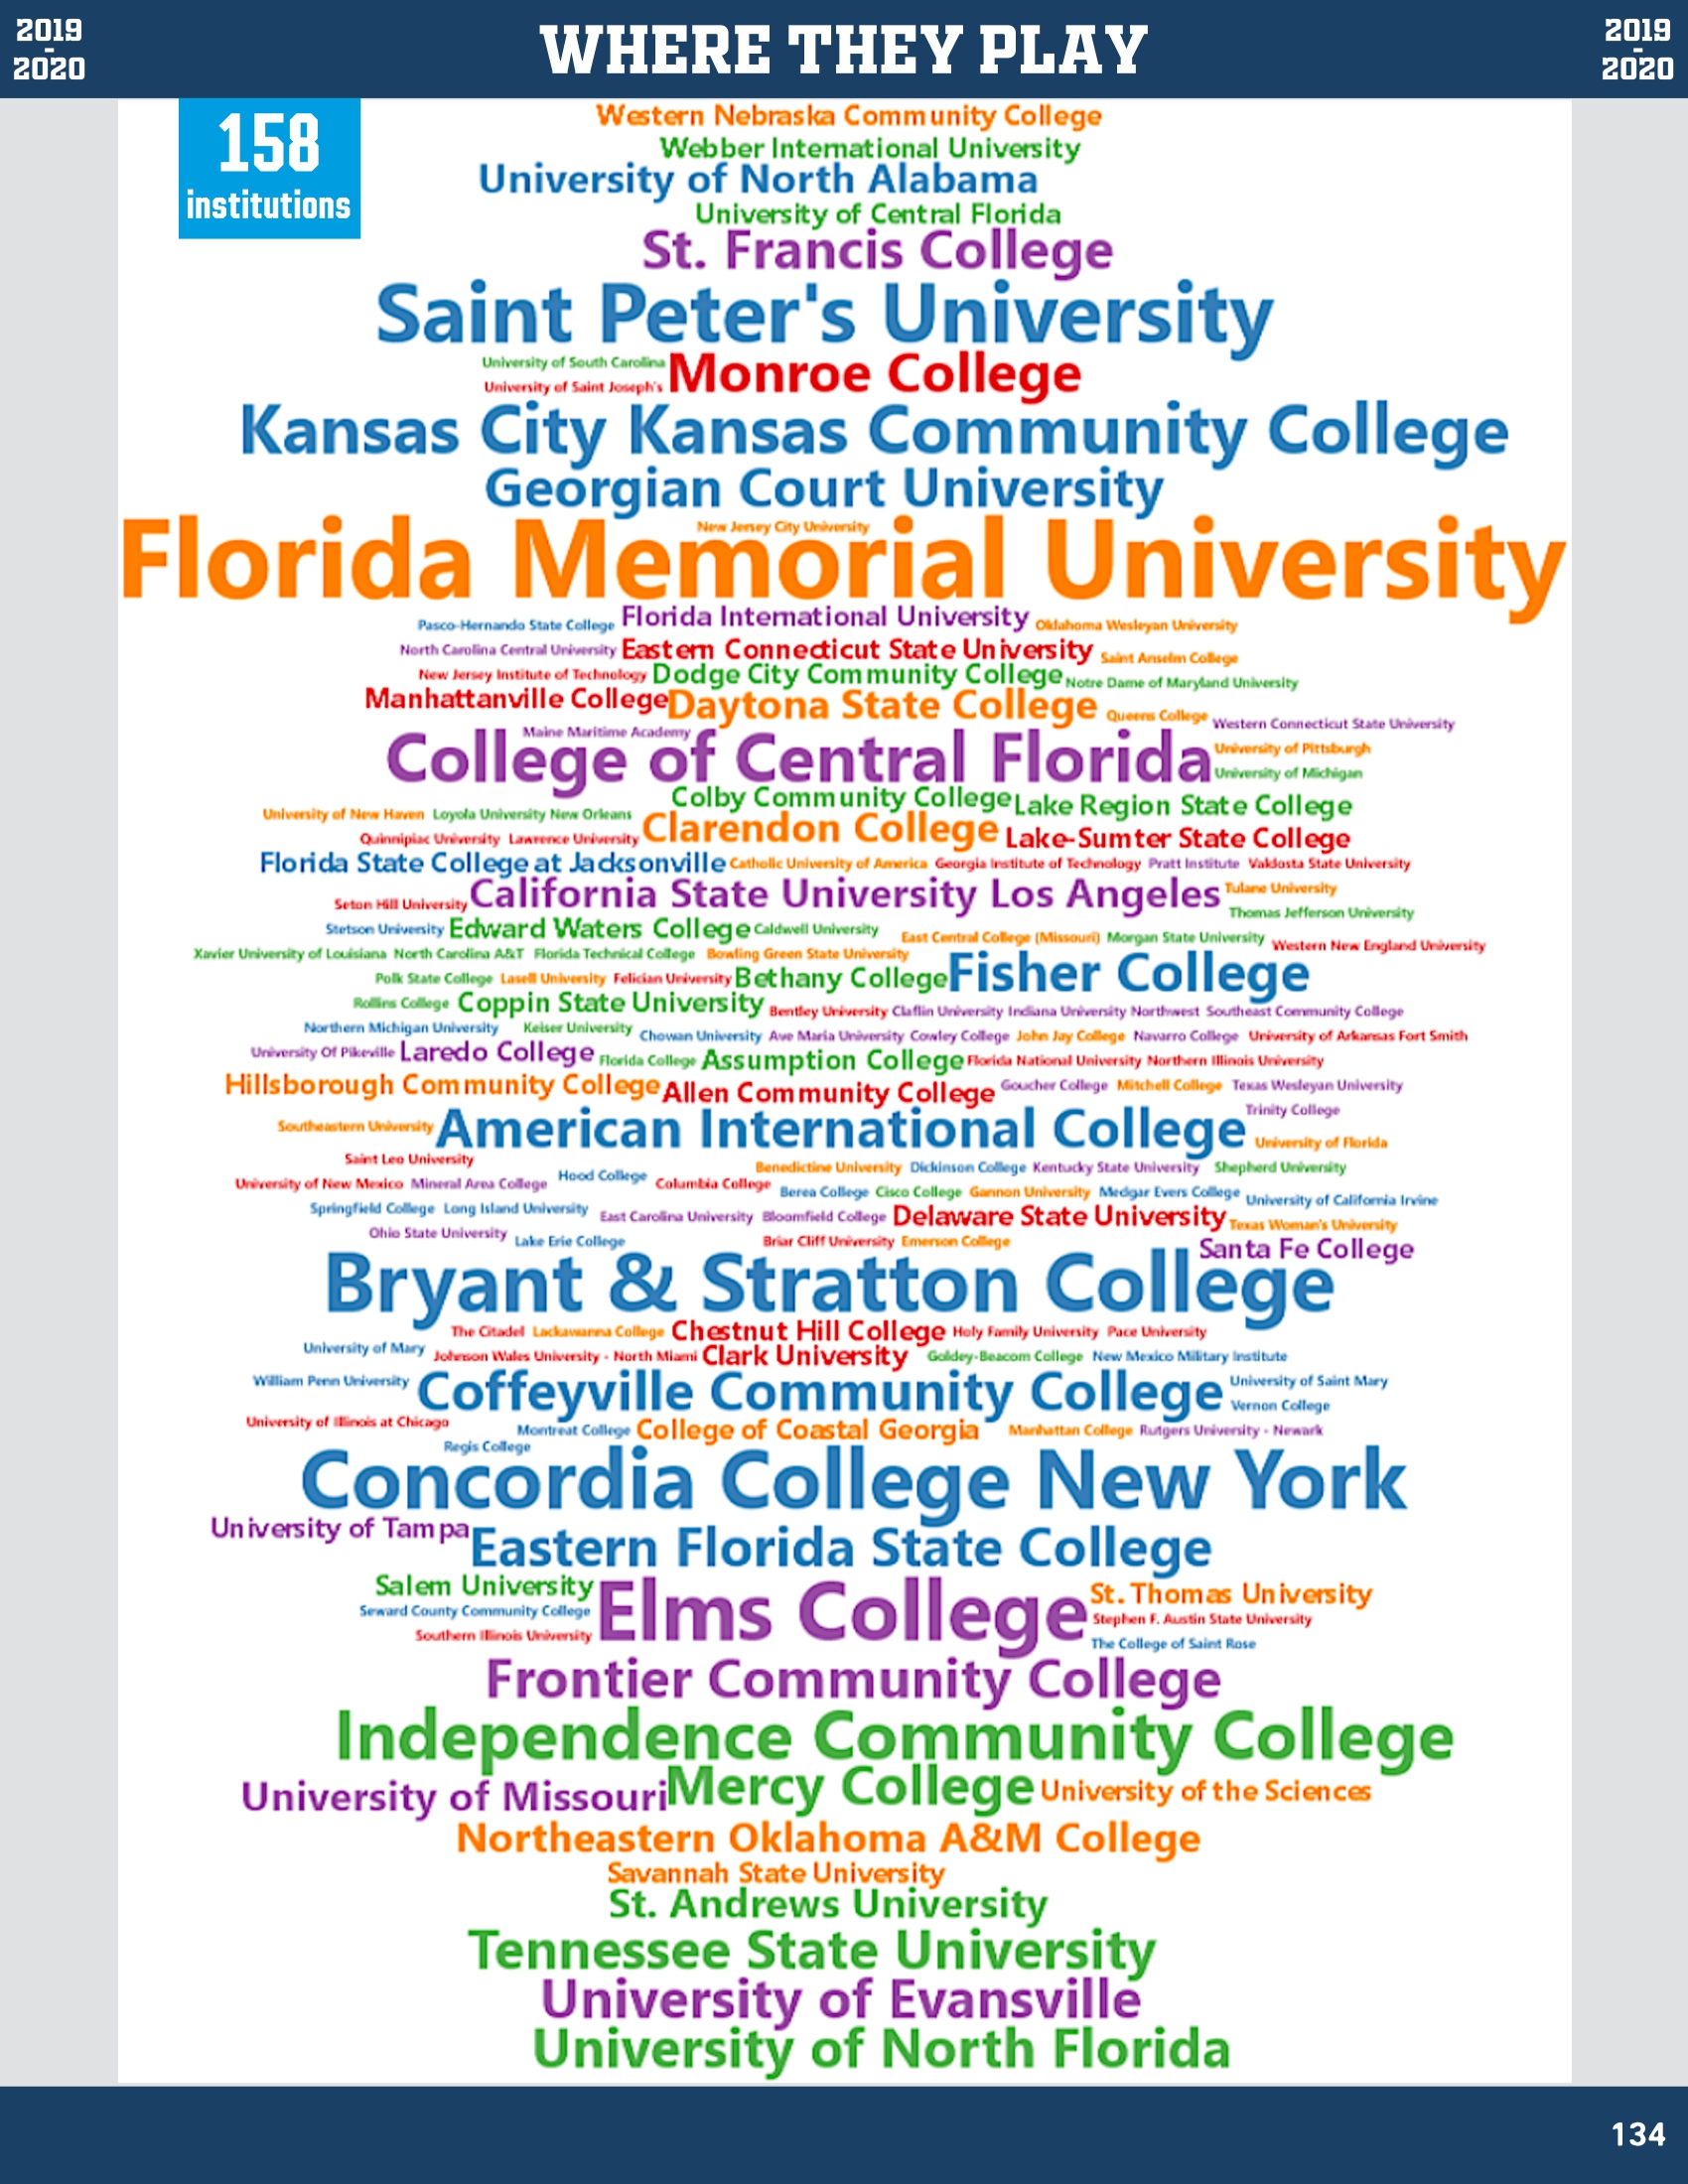 2019
-
2020
WHERE THEY PLAY
2019
-
2020
158
institutions
Western Nebraska Community College
Webber International University
University of North Alabama
University of Central Florida
St. Francis College
Saint Peter's University
University of South Carolina
University of Saint Joseph's
Monroe College
Kansas City Kansas Community College
Georgian Court University
New Jersey City University
Florida Memorial University
Pasco-Hernando State College Florida International University Oklahoma Wesleyan University
North Carolina Central University Eastern Connecticut State University Saint Anselm College
New Jersey Institute of Technology Dodge City Community College Notre Dame of Maryland University
Manhattanville College Daytona State College Queens College Western Connecticut State University
Maine Maritime Academy
College of Central Florida University of Pittsburgh
University of Michigan
Colby Community College Lake Region State College
University of New Haven Loyola University New Orleans
Quinnipiac University Lawrence University Clarendon College Lake-Sumter State College
Florida State College at Jacksonville Catholic University of America Georgia Institute of Technology Pratt Institute Valdosta State University
Seton Hill University California State University Los Angeles Tulane University
Thomas Jefferson University
Stetson University Edward Waters College Caldwell University East Central College (Missouri) Morgan State University Western New England University
Xavier University of Louisiana North Carolina A&T Florida Technical College Bowling Green State University
Polk State College Lasell University Felician University Bethany College Fisher College
Rollins College Coppin State University Bentley University Claflin University Indiana University Northwest Southeast Community College
Northern Michigan University Keiser University Chowan University Ave Maria University Cowley College John Jay College Navarro College University of Arkansas Fort Smith
University Of Pikeville Laredo College Florida College Assumption College Florida National University Northern Illinois University
Hillsborough Community College Allen Community College Goucher College Mitchell College Texas Wesleyan University
Trinity College
Southeastern University American International College University of Florida
Saint Leo University
Benedictine University Dickinson College Kentucky State University Shepherd University
University of New Mexico Mineral Area College Hood College Columbia College Berea College Cisco College Gannon University Medgar Evers College University of California Irvine
Springfield College Long Island University East Carolina University Bloomfield College Delaware State University Texas Woman's University
Ohio State University Lake Erie College Briar Cliff University Emerson College
Santa Fe College
Bryant & Stratton College
The Citadel Lackawanna College Chestnut Hill College Holy Family University Pace University
University of Mary Johnson Wales University - North Miami Clark University Goldey-Beacom College New Mexico Military Institute
William Penn University Coffeyville Community College University of Saint Mary
Vernon College
University of Illinois at Chicago Montreat College College of Coastal Georgia Manhattan College Rutgers University - Newark
Regis College
Concordia College New York
University of Tampa Eastern Florida State College
Salem University
Seward County Community College
Southern Illinois University
Elms College
St. Thomas University
Stephen F. Austin State University
The College of Saint Rose
Frontier Community College
Independence Community College
University of Missouri Mercy College University of the Sciences
Northeastern Oklahoma A&M College
Savannah State University
St. Andrews University
Tennessee State University
University of Evansville
University of North Florida
134